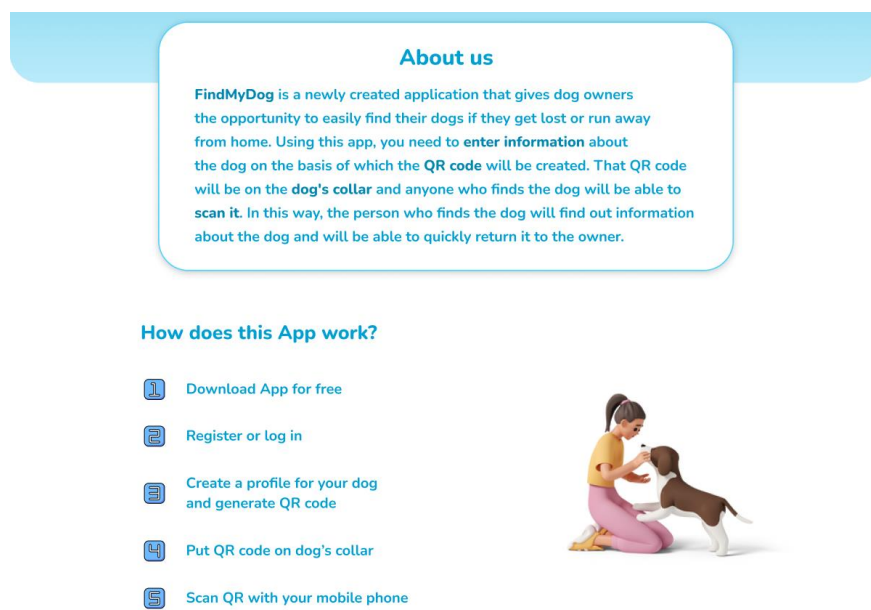 About us
FindMyDog is a newly created application that gives dog owners
the opportunity to easily find their dogs if they get lost or run away
from home. Using this app, you need to enter information about
the dog on the basis of which the QR code will be created. That QR code
will be on the dog's collar and anyone who finds the dog will be able to
scan it. In this way, the person who finds the dog will find out information
about the dog and will be able to quickly return it to the owner.
How does this App work?
1 Download App for free
2 Register or log in
3 Create a profile for your dog
and generate QR code
4 Put QR code on dog’s collar
5 Scan QR with your mobile phone